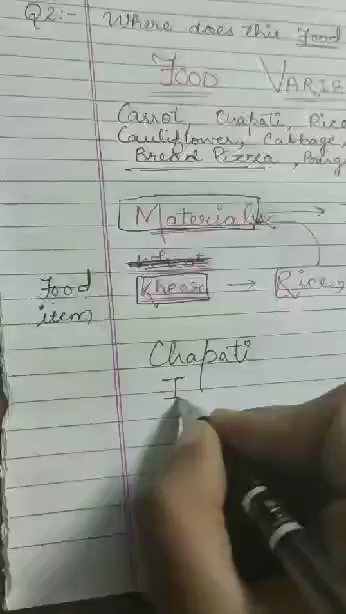 Q2:- Where does this Food
FOOD VARIE
Carrot, Chapati, Rice
Cauliflower, Cabbage,
Bread Pizza, Burg
Materials →
Food item
Kheer → Rice,
Chapati
I